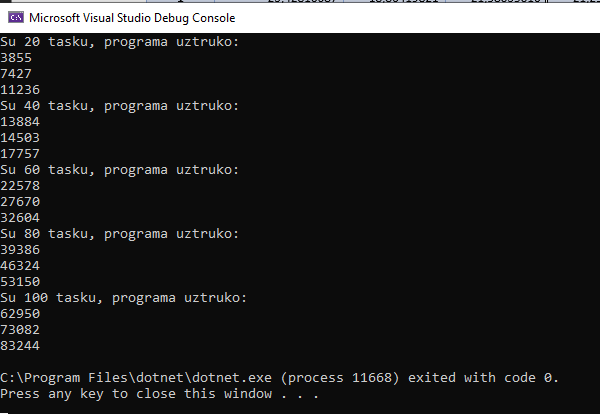 Microsoft Visual Studio Debug Console
Su 20 tasku, programa uztruko:
3855
7427
11236
Su 40 tasku, programa uztruko:
13884
14503
17757
Su 60 tasku, programa uztruko:
22578
27670
32604
Su 80 tasku, programa uztruko:
39386
46324
53150
Su 100 tasku, programa uztruko:
62950
73082
83244
C:\Program Files\dotnet\dotnet.exe (process 11668) exited with code 0.
Press any key to close this window . . .